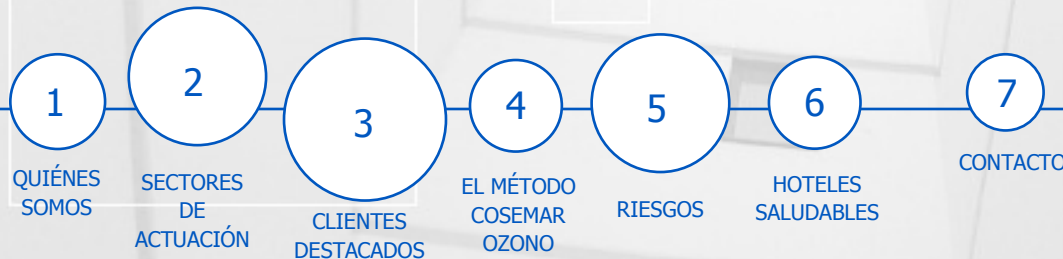 1
QUIÉNES
SOMOS
2
SECTORES
DE
ACTUACIÓN
3
CLIENTES
DESTACADOS
4
EL MÉTODO
COSEMAR
OZONO
5
RIESGOS
6
HOTELES
SALUDABLES
7
CONTACTO